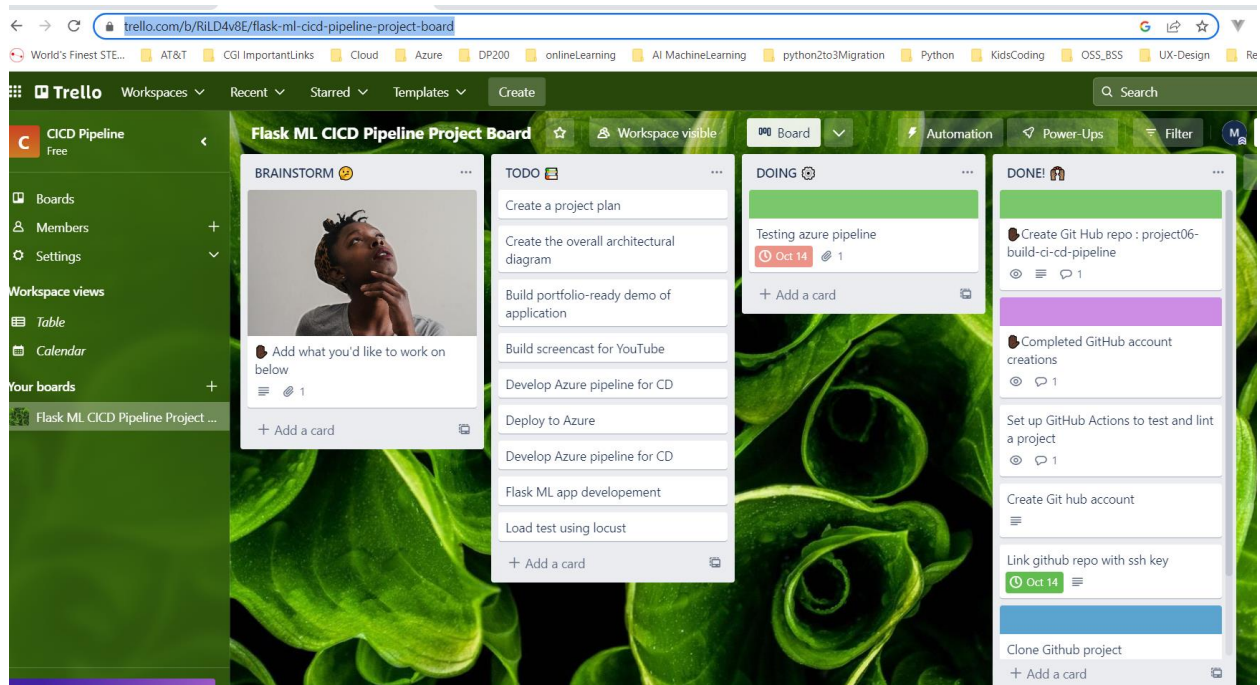 trello.com/b/RiLD4v8E/flask-ml-cicd-pipeline-project-board
World's Finest STE... AT&T CGI ImportantLinks Cloud Azure DP200 onlineLearning AI MachineLearning python2to3Migration Python KidsCoding OSS_BSS UX-Design Re
Trello Workspaces Recent Starred Templates Create Search
C CICD Pipeline
Free
Boards
Members
Settings
Workspace views
Table
Calendar
Your boards
Flask ML CICD Pipeline Project ...
Flask ML CICD Pipeline Project Board Workspace visible Board Automation Power-Ups Filter M
BRAINSTORM 🤔
Add what you'd like to work on
below
1
+ Add a card
TODO 📚
Create a project plan
Create the overall architectural
diagram
Build portfolio-ready demo of
application
Build screencast for YouTube
Develop Azure pipeline for CD
Deploy to Azure
Develop Azure pipeline for CD
Flask ML app developement
Load test using locust
+ Add a card
DOING ⚙️
Testing azure pipeline
Oct 14 1
+ Add a card
DONE! 🙌🏿
Create Git Hub repo : project06-
build-ci-cd-pipeline
1
Completed GitHub account
creations
1
Set up GitHub Actions to test and lint
a project
1
Create Git hub account
Link github repo with ssh key
Oct 14
Clone Github project
+ Add a card